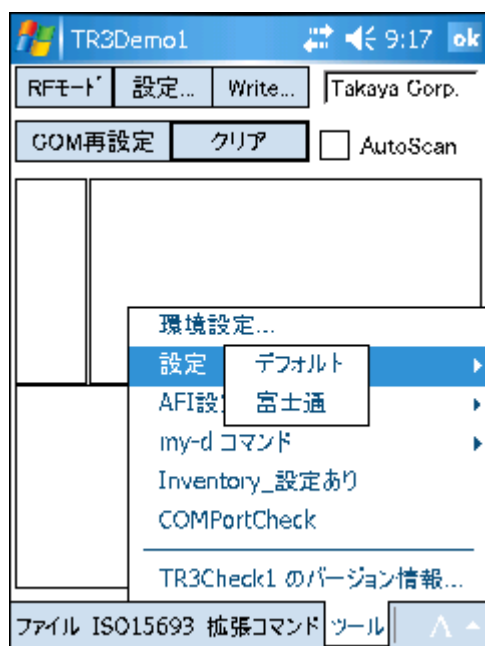 TR3Demo1 9:17 ok
RFモード 設定... Write... Takaya Corp.
COM再設定 クリア AutoScan
環境設定...
設定 デフォルト
AFI設 富士通
my-d コマンド
Inventory_設定あり
COMPortCheck
TR3Check1 のバージョン情報...
ファイル ISO15693 拡張コマンド ツール